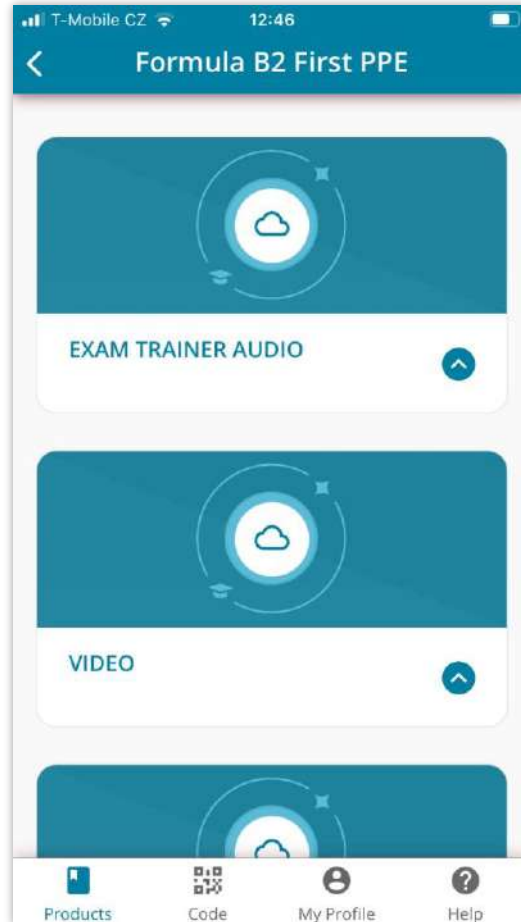 T-Mobile CZ 12:46
Formula B2 First PPE
EXAM TRAINER AUDIO
VIDEO
Products Code My Profile Help